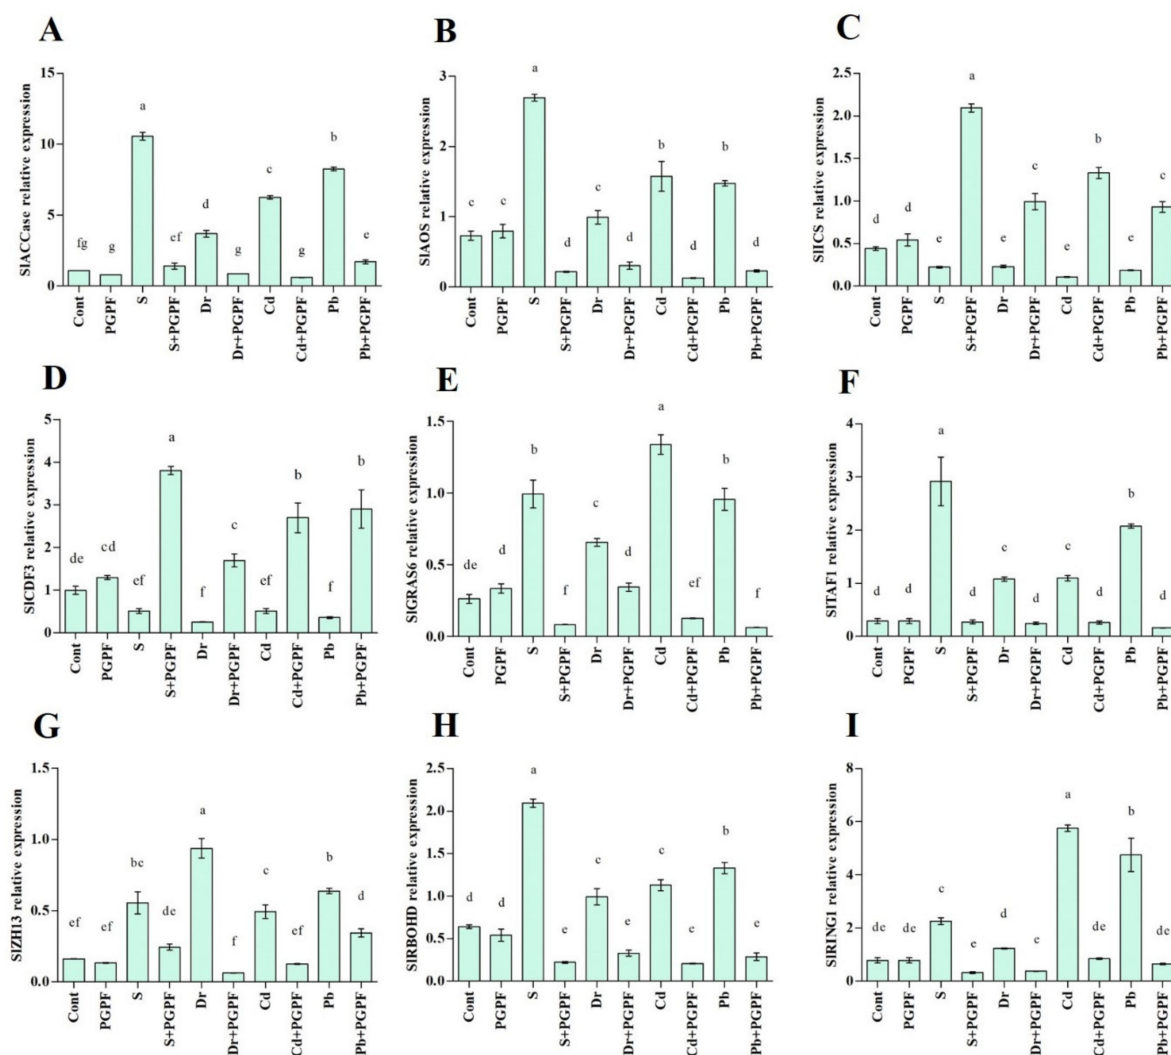 A
SlACCase relative expression
15
10
5
0
fg
g
a
ef
d
g
c
g
b
e
Cont
PGPF
S
S+PGPF
Dr
Dr+PGPF
Cd
Cd+PGPF
Pb
Pb+PGPF
B
SlAOS relative expression
3
2
1
0
c
c
a
d
c
d
b
d
b
d
Cont
PGPF
S
S+PGPF
Dr
Dr+PGPF
Cd
Cd+PGPF
Pb
Pb+PGPF
C
SlICS relative expression
2.5
2.0
1.5
1.0
0.5
0.0
d
d
e
a
e
c
e
b
e
c
Cont
PGPF
S
S+PGPF
Dr
Dr+PGPF
Cd
Cd+PGPF
Pb
Pb+PGPF
D
SlCDF3 relative expression
5
4
3
2
1
0
de
cd
ef
a
f
c
ef
b
f
b
Cont
PGPF
S
S+PGPF
Dr
Dr+PGPF
Cd
Cd+PGPF
Pb
Pb+PGPF
E
SlGRAS6 relative expression
1.5
1.0
0.5
0.0
de
d
b
f
c
d
a
ef
b
f
Cont
PGPF
S
S+PGPF
Dr
Dr+PGPF
Cd
Cd+PGPF
Pb
Pb+PGPF
F
SlTAF1 relative expression
4
3
2
1
0
d
d
a
d
c
d
c
d
b
d
Cont
PGPF
S
S+PGPF
Dr
Dr+PGPF
Cd
Cd+PGPF
Pb
Pb+PGPF
G
SlZH13 relative expression
1.5
1.0
0.5
0.0
ef
ef
bc
de
a
f
c
ef
b
d
Cont
PGPF
S
S+PGPF
Dr
Dr+PGPF
Cd
Cd+PGPF
Pb
Pb+PGPF
H
SlRBOHD relative expression
2.5
2.0
1.5
1.0
0.5
0.0
d
d
a
e
c
e
c
e
b
e
Cont
PGPF
S
S+PGPF
Dr
Dr+PGPF
Cd
Cd+PGPF
Pb
Pb+PGPF
I
SlRING1 relative expression
8
6
4
2
0
de
de
c
e
d
e
a
de
b
de
Cont
PGPF
S
S+PGPF
Dr
Dr+PGPF
Cd
Cd+PGPF
Pb
Pb+PGPF